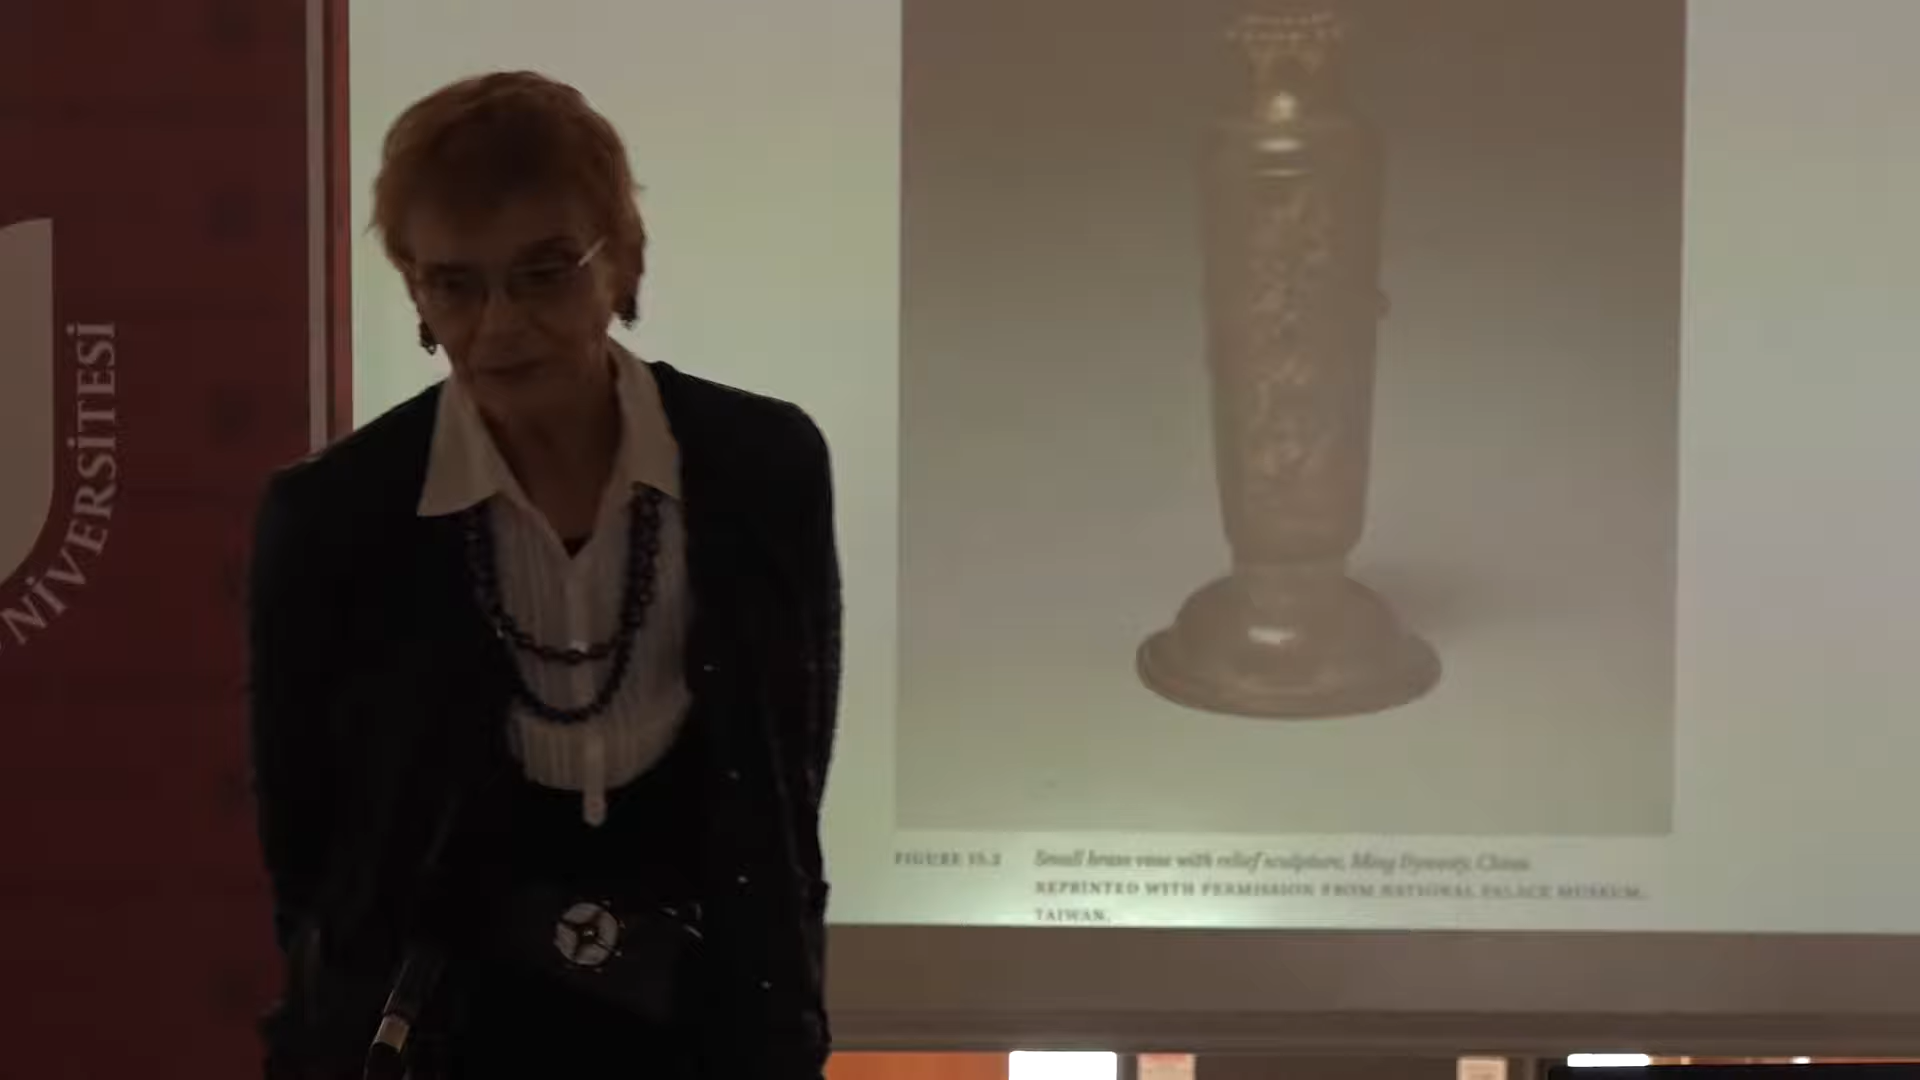 ÜNİVERSİTESİ
FIGURE 15.2
Small brass vase with relief sculpture, Ming Dynasty, China.
REPRINTED WITH PERMISSION FROM NATIONAL PALACE MUSEUM,
TAIWAN.